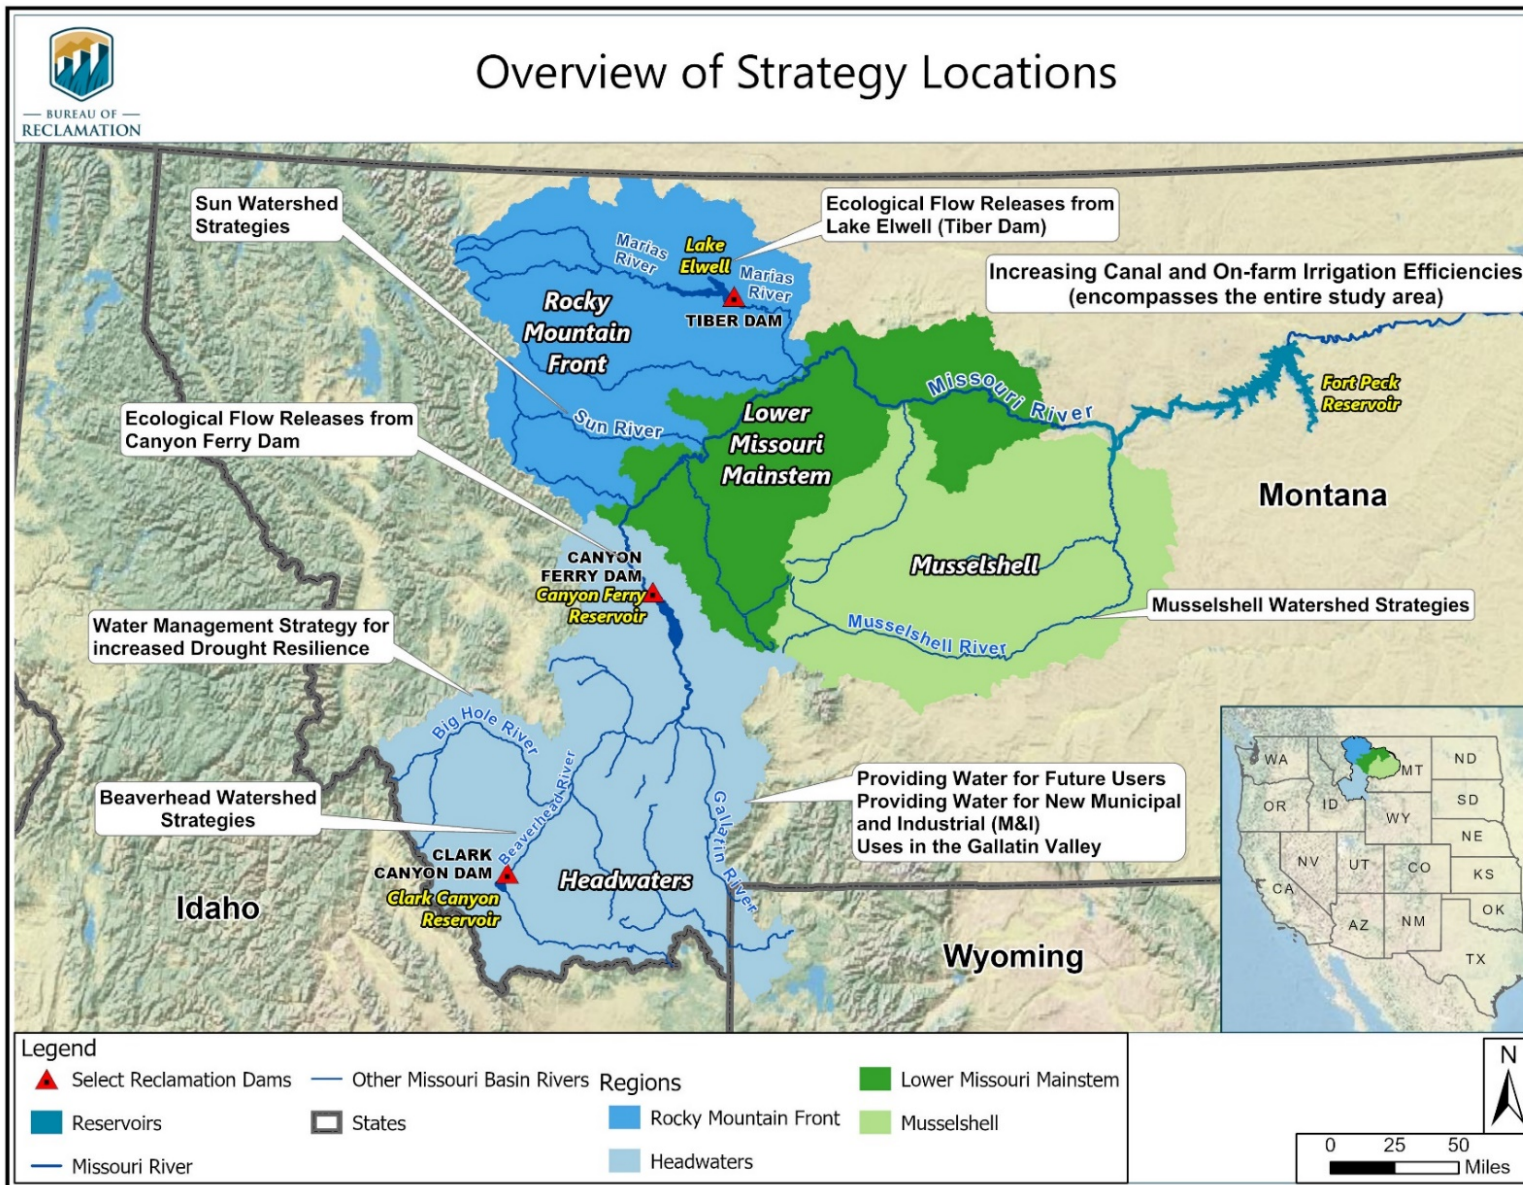 BUREAU OF
RECLAMATION
Overview of Strategy Locations
Sun Watershed
Strategies
Ecological Flow Releases from
Lake Elwell (Tiber Dam)
Increasing Canal and On-farm Irrigation Efficiencies
(encompasses the entire study area)
Marias
River
Lake
Elwell
Marias
River
TIBER DAM
Rocky
Mountain
Front
Fort Peck
Reservoir
Missouri River
Ecological Flow Releases from
Canyon Ferry Dam
Sun River
Lower
Missouri
Mainstem
Montana
CANYON
FERRY DAM
Canyon Ferry
Reservoir
Musselshell
Musselshell Watershed Strategies
Water Management Strategy for
increased Drought Resilience
Musselshell River
Big Hole River
Beaverhead River
Gallatin River
Beaverhead Watershed
Strategies
Providing Water for Future Users
Providing Water for New Municipal
and Industrial (M&I)
Uses in the Gallatin Valley
CLARK
CANYON DAM
Clark Canyon
Reservoir
Headwaters
Idaho
Wyoming
WA
MT
ND
OR
ID
SD
WY
NE
NV
UT
CO
KS
CA
OK
AZ
NM
TX
Legend
Select Reclamation Dams
Reservoirs
Missouri River
Other Missouri Basin Rivers
States
Regions
Rocky Mountain Front
Headwaters
Lower Missouri Mainstem
Musselshell
N
0 25 50
Miles